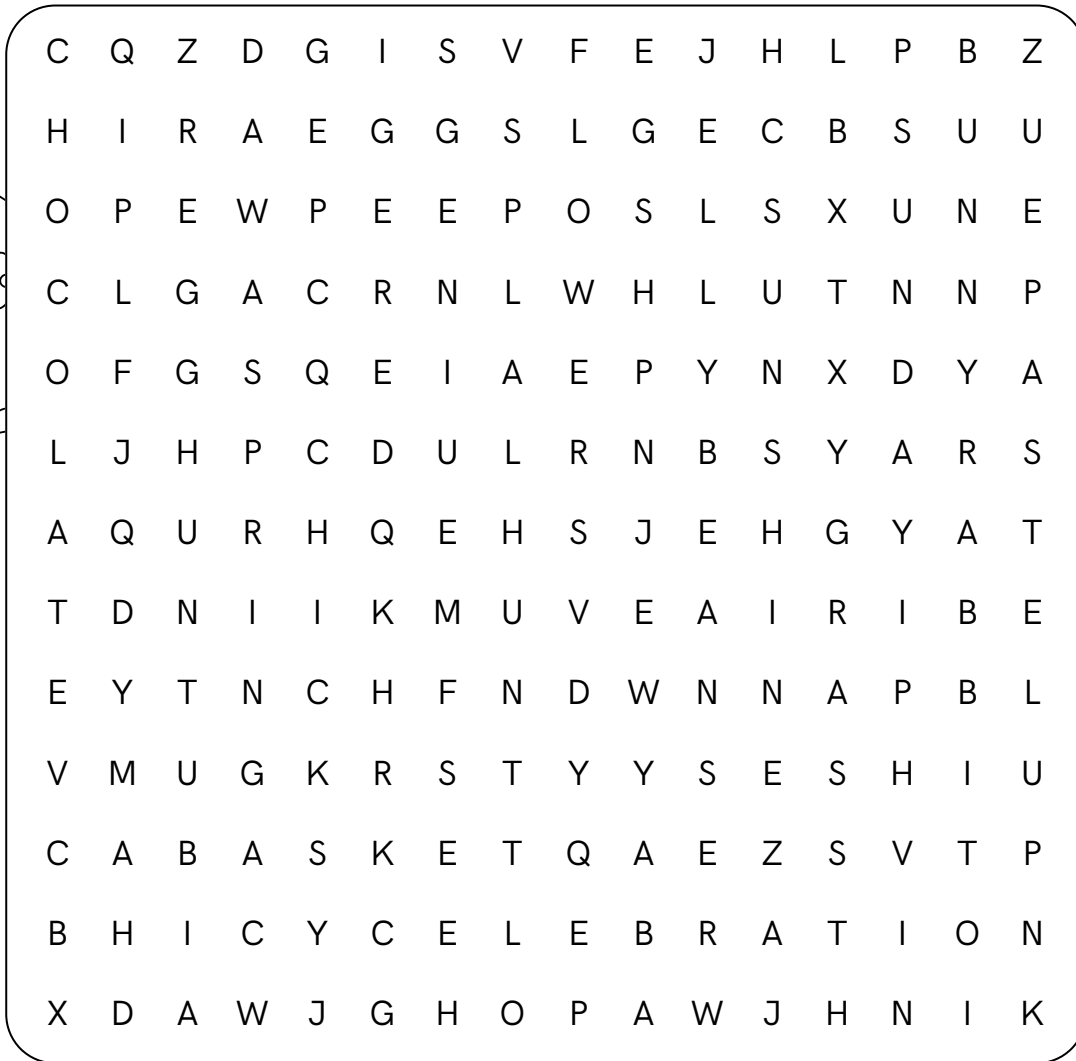 C Q Z D G I S V F E J H L P B Z
H I R A E G G S L G E C B S U U
O P E W P E E P O S L S X U N E
C L G A C R N L W H L U T N N P
O F G S Q E I A E P Y N X D Y A
L J H P C D U L R N B S Y A R S
A Q U R H Q E H S J E H G Y A T
T D N I I K M U V E A I R I B E
E Y T N C H F N D W N N A P B L
V M U G K R S T Y Y S E S H I U
C A B A S K E T Q A E Z S V T P
B H I C Y C E L E B R A T I O N
X D A W J G H O P A W J H N I K